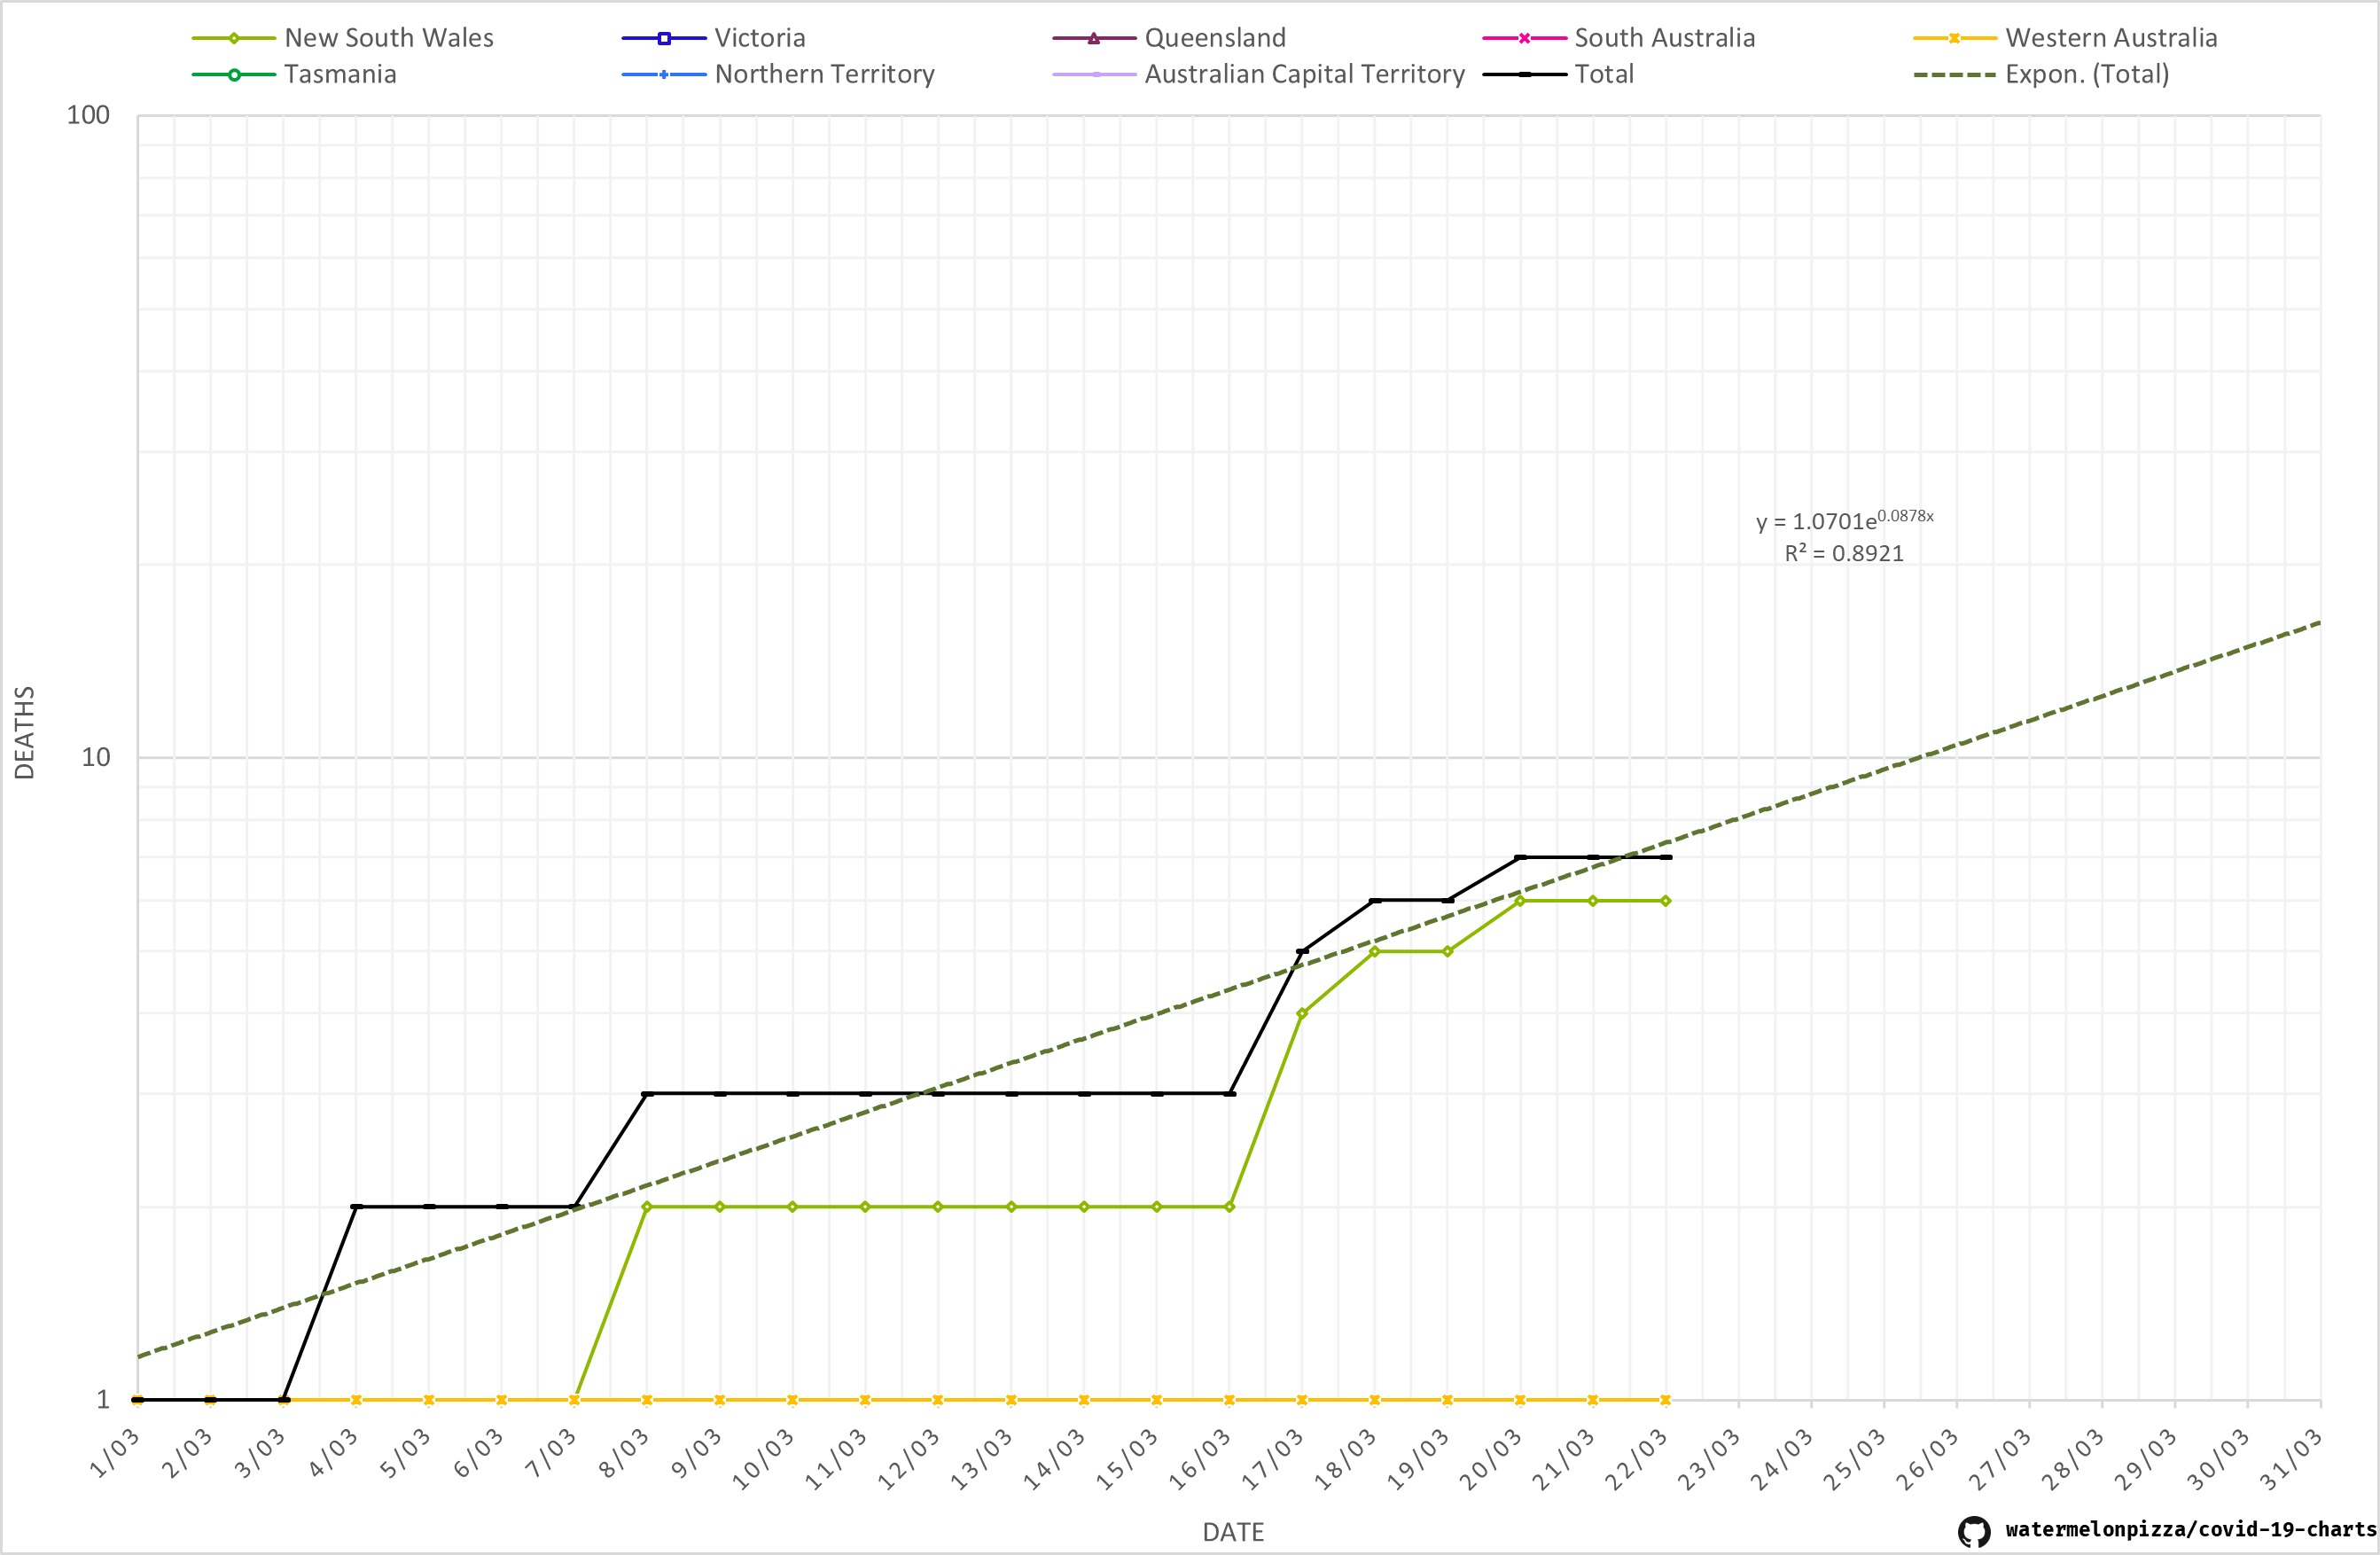 New South Wales Victoria Queensland South Australia Western Australia
Tasmania Northern Territory Australian Capital Territory Total Expon. (Total)
100
10
1
DEATHS
y = 1.0701e^0.0878x
R² = 0.8921
1/03 2/03 3/03 4/03 5/03 6/03 7/03 8/03 9/03 10/03 11/03 12/03 13/03 14/03 15/03 16/03 17/03 18/03 19/03 20/03 21/03 22/03 23/03 24/03 25/03 26/03 27/03 28/03 29/03 30/03 31/03
DATE
watermelonpizza/covid-19-charts